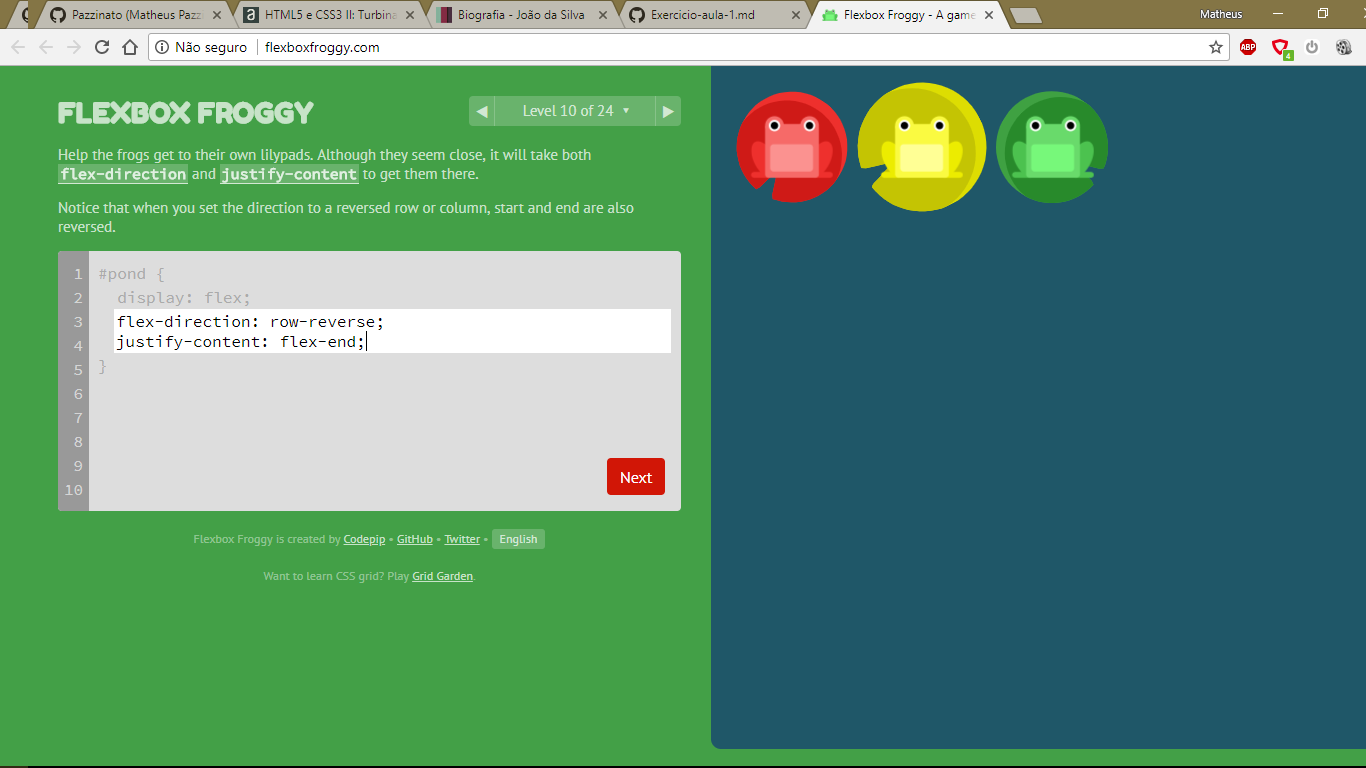 Pazzinato (Matheus Pazz
HTML5 e CSS3 II: Turbina
Biografia - João da Silva
Exercicio-aula-1.md
Flexbox Froggy - A game
Matheus
Não seguro
flexboxfroggy.com
ABP
4
FLEXBOX FROGGY
◀ Level 10 of 24 ▼ ▶
Help the frogs get to their own lilypads. Although they seem close, it will take both
flex-direction and justify-content to get them there.
Notice that when you set the direction to a reversed row or column, start and end are also
reversed.
1 #pond {
2 display: flex;
3 flex-direction: row-reverse;
4 justify-content: flex-end;
5 }
6
7
8
9
10
Next
Flexbox Froggy is created by Codepip • GitHub • Twitter • English
Want to learn CSS grid? Play Grid Garden.